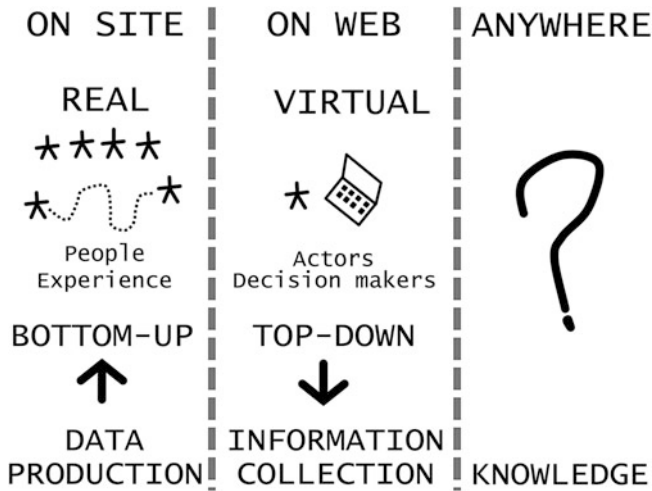 ON SITE
REAL
People
Experience
BOTTOM-UP
DATA
PRODUCTION
ON WEB
VIRTUAL
Actors
Decision makers
TOP-DOWN
INFORMATION
COLLECTION
ANYWHERE
?
KNOWLEDGE